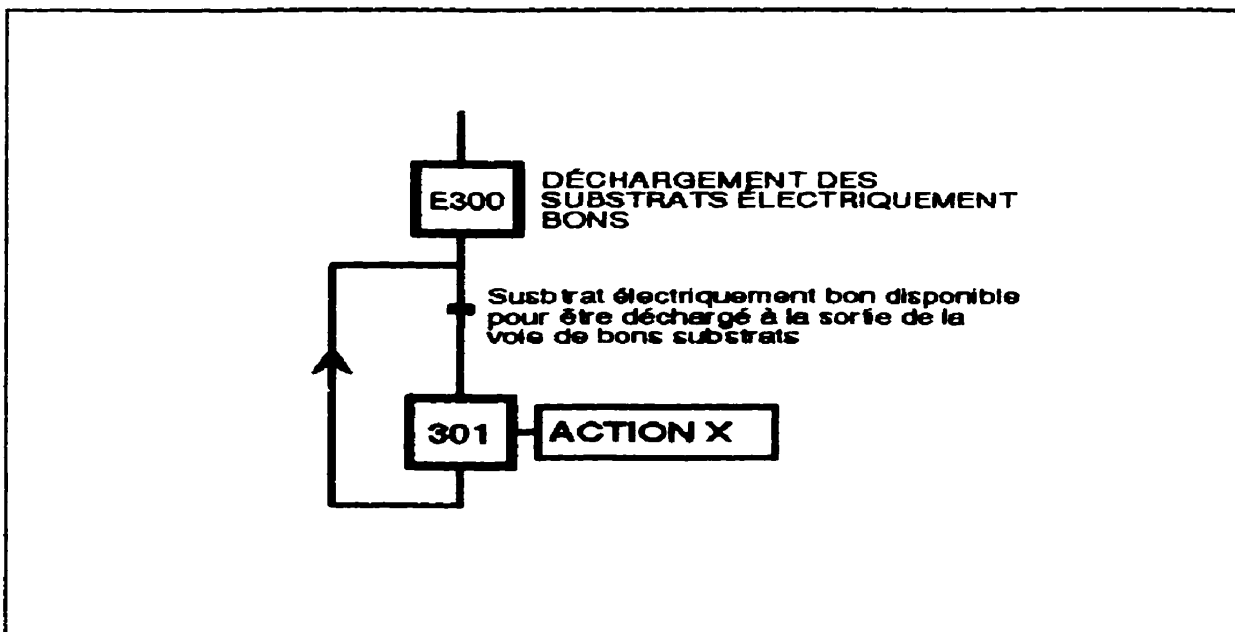 E300
DÉCHARGEMENT DES
SUBSTRATS ÉLECTRIQUEMENT
BONS
Susbtrat électriquement bon disponible
pour être déchargé à la sortie de la
voie de bons substrats
301
ACTION X